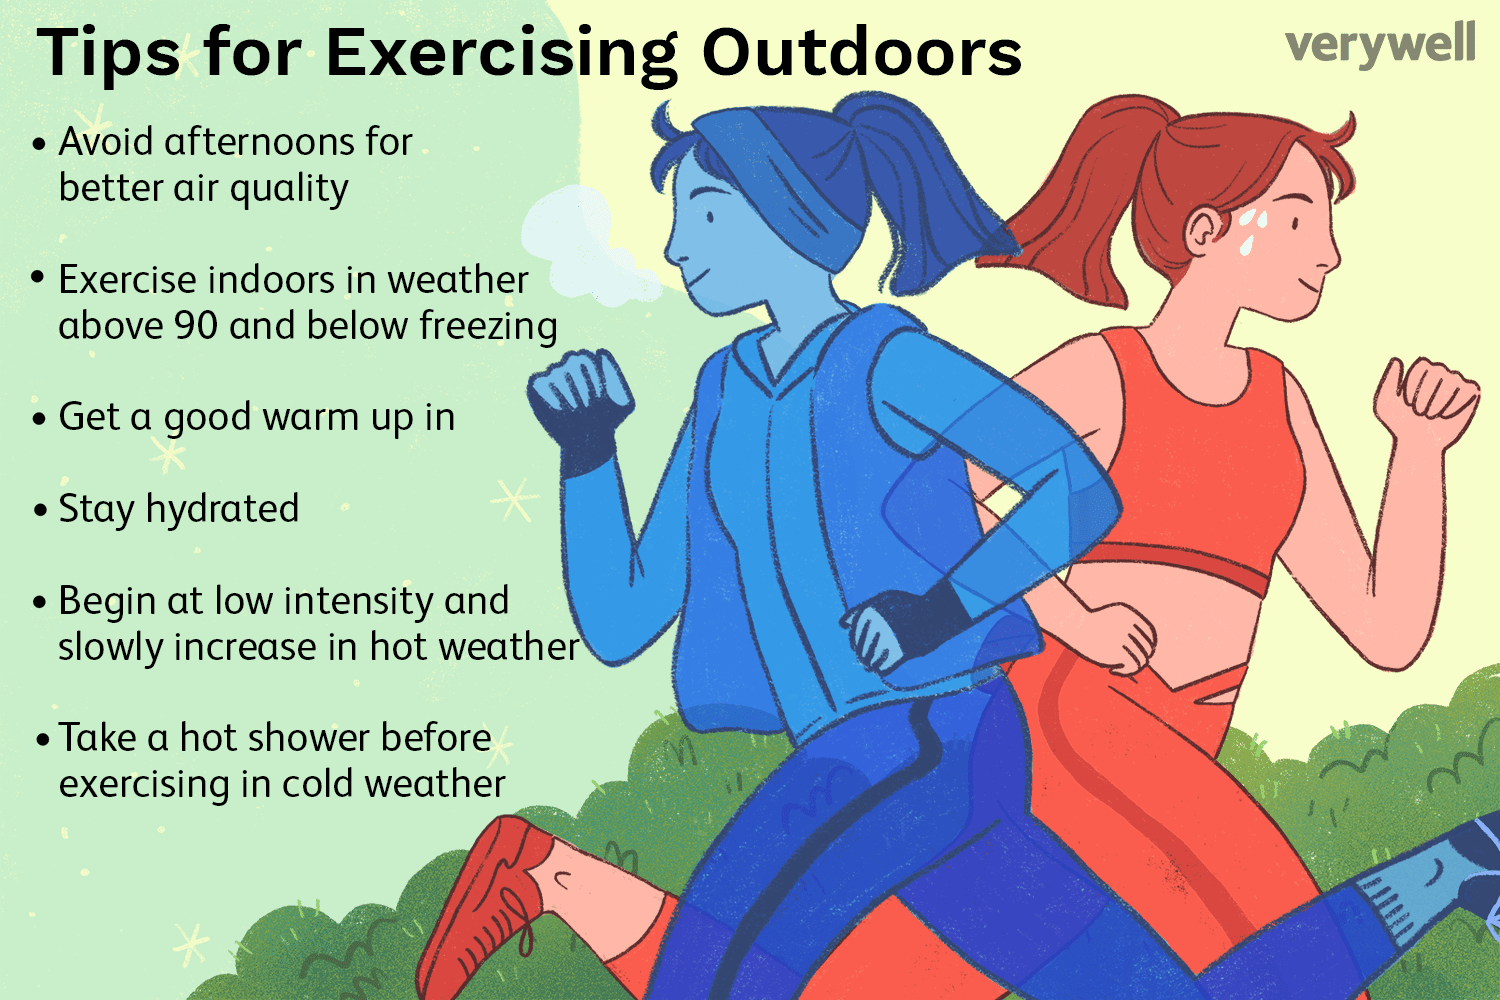 Tips for Exercising Outdoors
verywell
• Avoid afternoons for
better air quality
• Exercise indoors in weather
above 90 and below freezing
• Get a good warm up in
• Stay hydrated
• Begin at low intensity and
slowly increase in hot weather
• Take a hot shower before
exercising in cold weather